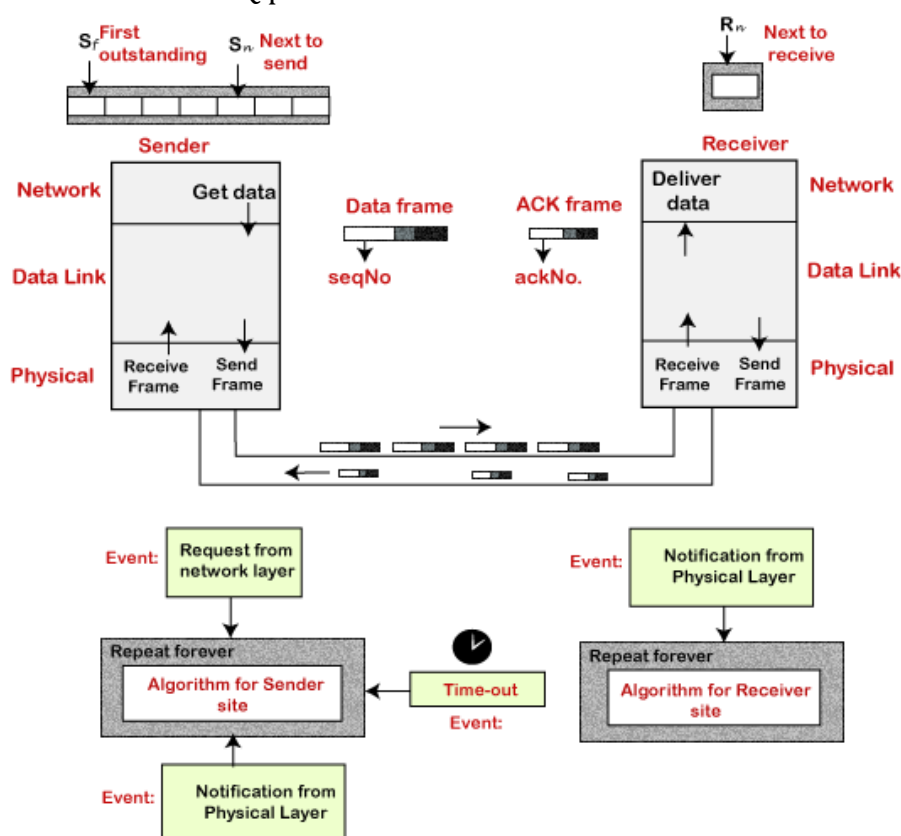 S_f First
outstanding
S_n Next to
send
R_n Next to
receive
Sender
Receiver
Network
Get data
Data frame
ACK frame
Deliver
data
Network
Data Link
seqNo
ackNo.
Data Link
Physical
Receive
Frame
Send
Frame
Receive
Frame
Send
Frame
Physical
Event:
Request from
network layer
Event:
Notification from
Physical Layer
Repeat forever
Algorithm for Sender
site
Time-out
Event:
Repeat forever
Algorithm for Receiver
site
Event:
Notification from
Physical Layer